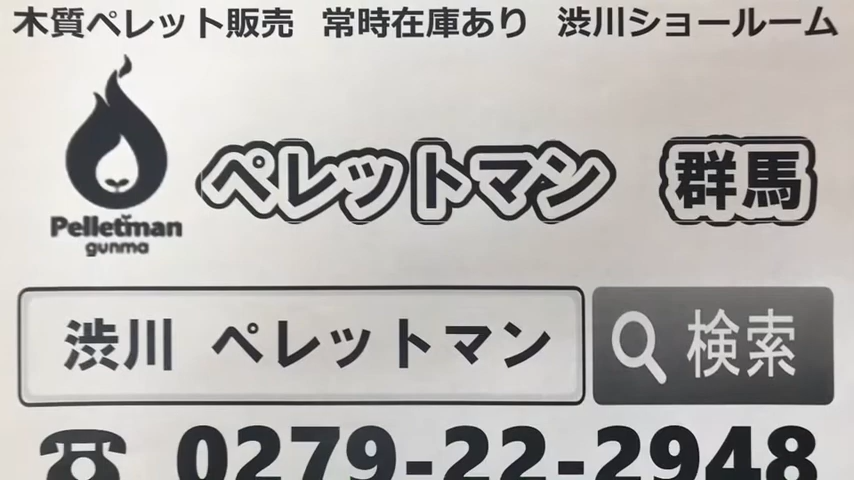 木質ペレット販売 常時在庫あり 渋川ショールーム
Pelletman
gunma
ペレットマン 群馬
渋川 ペレットマン 検索
☎ 0279-22-2948